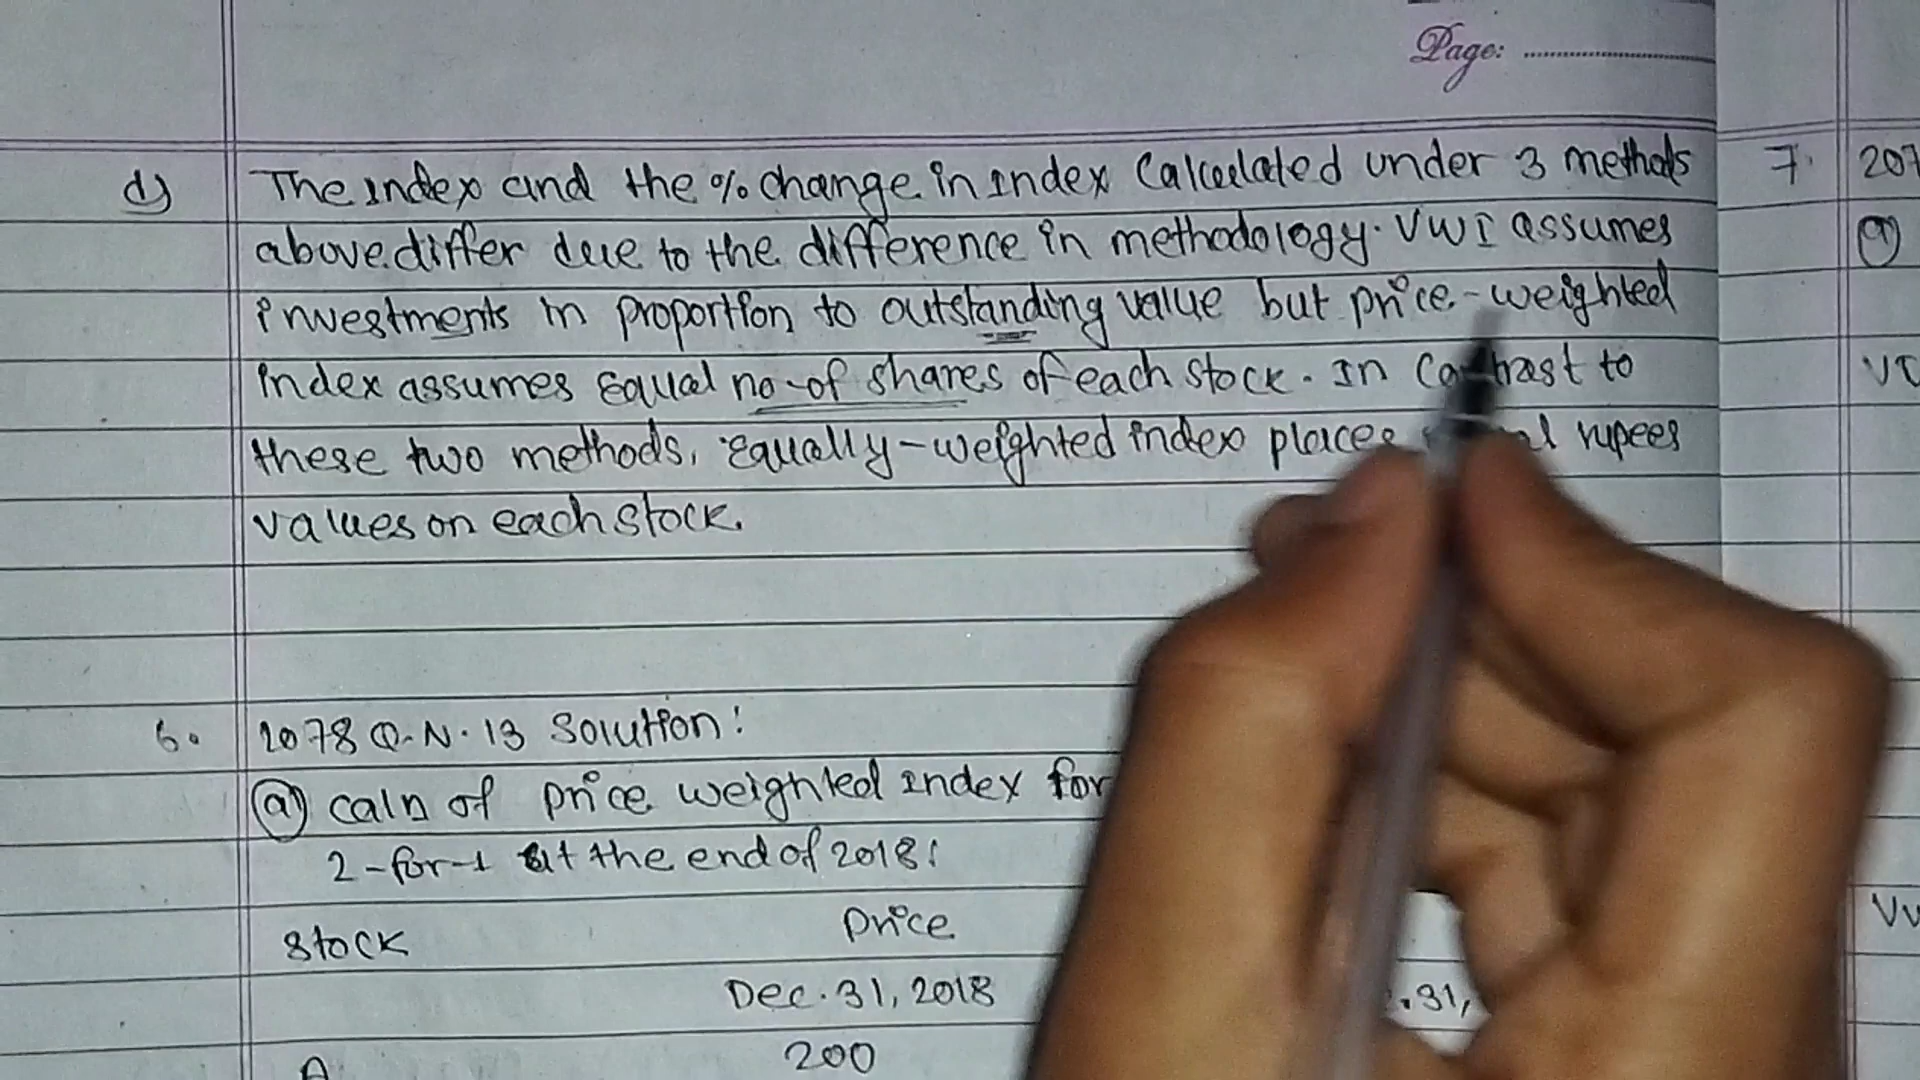 Page:
d) The Index and the % change in Index Calculated under 3 methods
above differ due to the difference in methodology. VWI assumes
investments in proportion to outstanding value but price-weighted
index assumes equal no-of shares of each stock. In contrast to
these two methods, equally-weighted index places rupees
values on each stock.
6. 2078 Q.N. 13 Solution:
(a) caln of price weighted index for
2-for-1 at the end of 2018:
stock Price
Dec. 31, 2018 .31,
A 200
7. 207
(a)